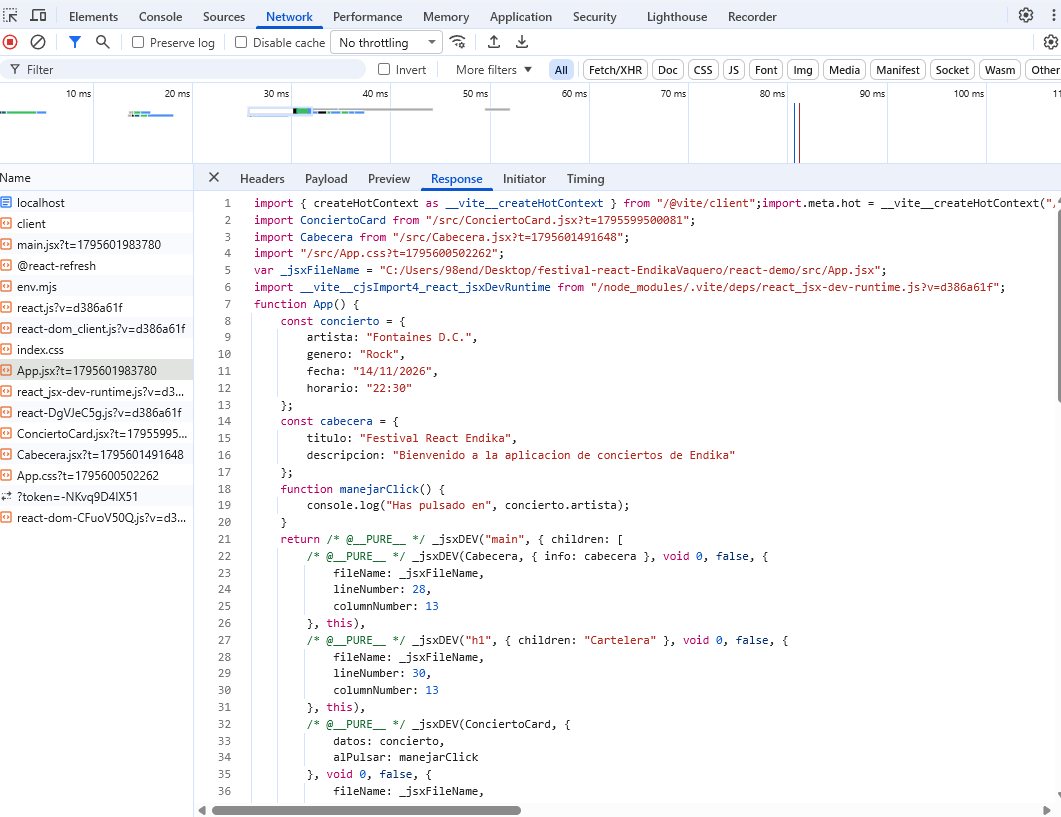 Elements Console Sources Network Performance Memory Application Security Lighthouse Recorder
Preserve log Disable cache No throttling
Filter Invert More filters All Fetch/XHR Doc CSS JS Font Img Media Manifest Socket Wasm Other
10 ms 20 ms 30 ms 40 ms 50 ms 60 ms 70 ms 80 ms 90 ms 100 ms 11
Name
localhost
client
main.jsx?t=1795601983780
@react-refresh
env.mjs
react.js?v=d386a61f
react-dom_client.js?v=d386a61f
index.css
App.jsx?t=1795601983780
react_jsx-dev-runtime.js?v=d3...
react-DgVJeC5g.js?v=d386a61f
ConciertoCard.jsx?t=17955995...
Cabecera.jsx?t=1795601491648
App.css?t=1795600502262
?token=-NKvq9D4lX51
react-dom-CFuoV50Q.js?v=d3...
Headers Payload Preview Response Initiator Timing
1 import { createHotContext as __vite__createHotContext } from "/@vite/client";import.meta.hot = __vite__createHotContext("/
2 import ConciertoCard from "/src/ConciertoCard.jsx?t=1795599500081";
3 import Cabecera from "/src/Cabecera.jsx?t=1795601491648";
4 import "/src/App.css?t=1795600502262";
5 var _jsxFileName = "C:/Users/98end/Desktop/festival-react-EndikaVaquero/react-demo/src/App.jsx";
6 import __vite__cjsImport4_react_jsxDevRuntime from "/node_modules/.vite/deps/react_jsx-dev-runtime.js?v=d386a61f";
7 function App() {
8 const concierto = {
9 artista: "Fontaines D.C.",
10 genero: "Rock",
11 fecha: "14/11/2026",
12 horario: "22:30"
13 };
14 const cabecera = {
15 titulo: "Festival React Endika",
16 descripcion: "Bienvenido a la aplicacion de conciertos de Endika"
17 };
18 function manejarClick() {
19 console.log("Has pulsado en", concierto.artista);
20 }
21 return /* @__PURE__ */ _jsxDEV("main", { children: [
22 /* @__PURE__ */ _jsxDEV(Cabecera, { info: cabecera }, void 0, false, {
23 fileName: _jsxFileName,
24 lineNumber: 28,
25 columnNumber: 13
26 }, this),
27 /* @__PURE__ */ _jsxDEV("h1", { children: "Cartelera" }, void 0, false, {
28 fileName: _jsxFileName,
29 lineNumber: 30,
30 columnNumber: 13
31 }, this),
32 /* @__PURE__ */ _jsxDEV(ConciertoCard, {
33 datos: concierto,
34 alPulsar: manejarClick
35 }, void 0, false, {
36 fileName: _jsxFileName,